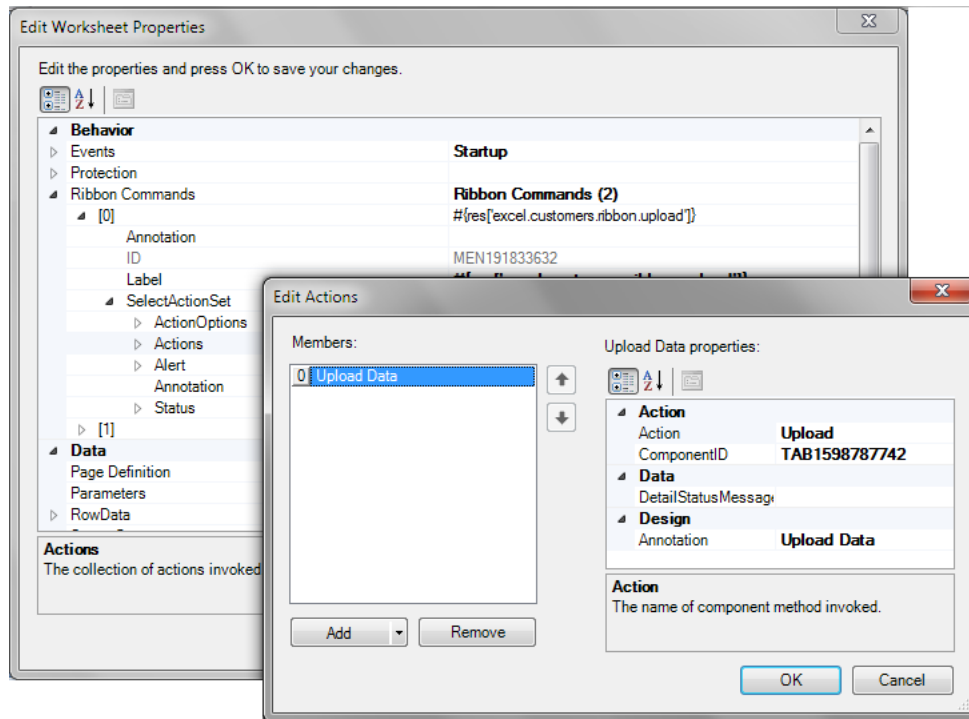 Edit Worksheet Properties
Edit the properties and press OK to save your changes.
Behavior
Events Startup
Protection
Ribbon Commands Ribbon Commands (2)
[0] #{res['excel.customers.ribbon.upload']}
Annotation
ID MEN191833632
Label
SelectActionSet
ActionOptions
Actions
Alert
Annotation
Status
[1]
Data
Page Definition
Parameters
RowData
Actions
The collection of actions invoked
Edit Actions
Members:
0 Upload Data
Add
Remove
Upload Data properties:
Action
Action Upload
ComponentID TAB1598787742
Data
DetailStatusMessage
Design
Annotation Upload Data
Action
The name of component method invoked.
OK
Cancel